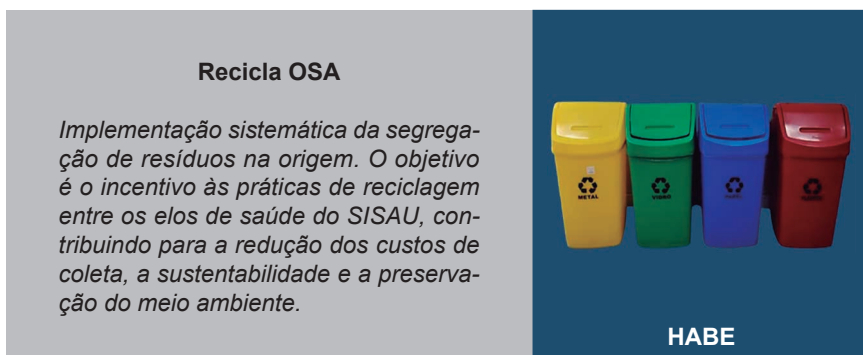 Recicla OSA
Implementação sistemática da segrega-
ção de resíduos na origem. O objetivo
é o incentivo às práticas de reciclagem
entre os elos de saúde do SISAU, con-
tribuindo para a redução dos custos de
coleta, a sustentabilidade e a preserva-
ção do meio ambiente.
METAL
VIDRO
PAPEL
HABE